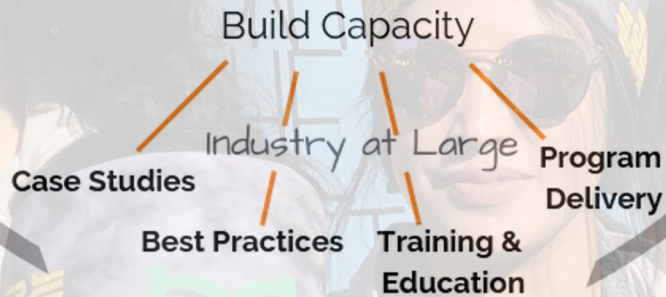 Build Capacity
Industry at Large
Case Studies
Program
Delivery
Best Practices
Training &
Education